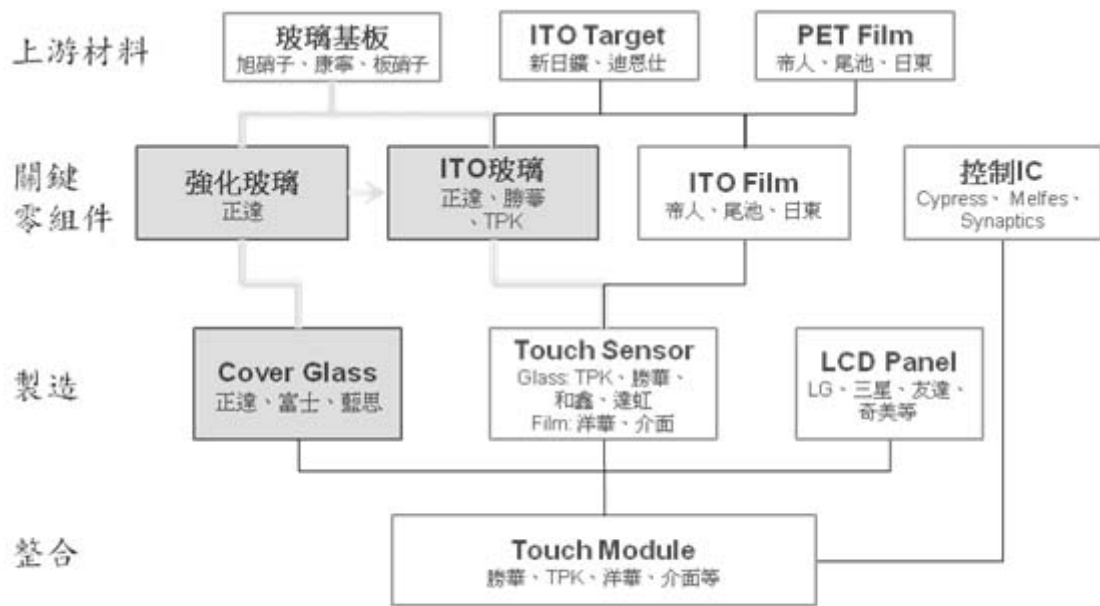 上游材料
玻璃基板
旭硝子、康寧、板硝子
ITO Target
新日鑛、迪恩仕
PET Film
帝人、尾池、日東
關鍵
零組件
強化玻璃
正達
ITO玻璃
正達、勝華
、TPK
ITO Film
帝人、尾池、日東
控制IC
Cypress、Melfes、
Synaptics
製造
Cover Glass
正達、富士、藍思
Touch Sensor
Glass: TPK、勝華、
和鑫、達虹
Film: 洋華、介面
LCD Panel
LG、三星、友達、
奇美等
整合
Touch Module
勝華、TPK、洋華、介面等